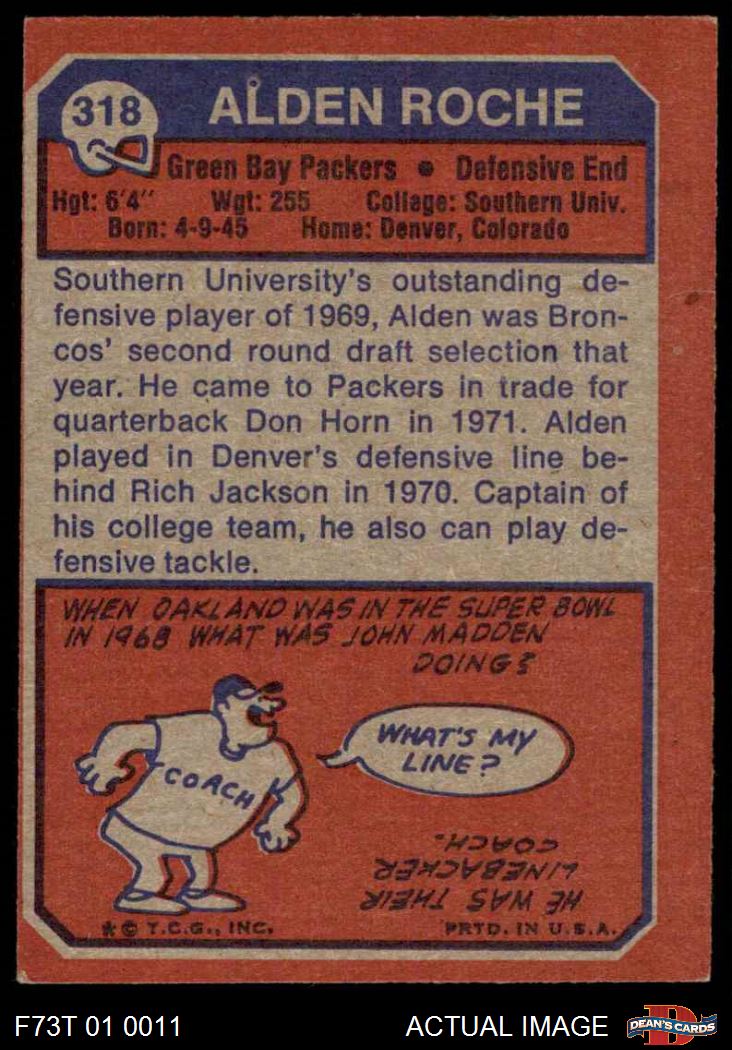 318
ALDEN ROCHE
Green Bay Packers • Defensive End
Hgt: 6'4" Wgt: 255 College: Southern Univ.
Born: 4-9-45 Home: Denver, Colorado
Southern University's outstanding de-
fensive player of 1969, Alden was Bron-
cos' second round draft selection that
year. He came to Packers in trade for
quarterback Don Horn in 1971. Alden
played in Denver's defensive line be-
hind Rich Jackson in 1970. Captain of
his college team, he also can play de-
fensive tackle.
WHEN OAKLAND WAS IN THE SUPER BOWL
IN 1968 WHAT WAS JOHN MADDEN
DOING?
WHAT'S MY
LINE?
COACH
HE WAS THEIR
LINEBACKER
COACH.
*© T.C.G., INC. PRTD. IN U.S.A.
F73T 01 0011 ACTUAL IMAGE
D
DEAN'S CARDS